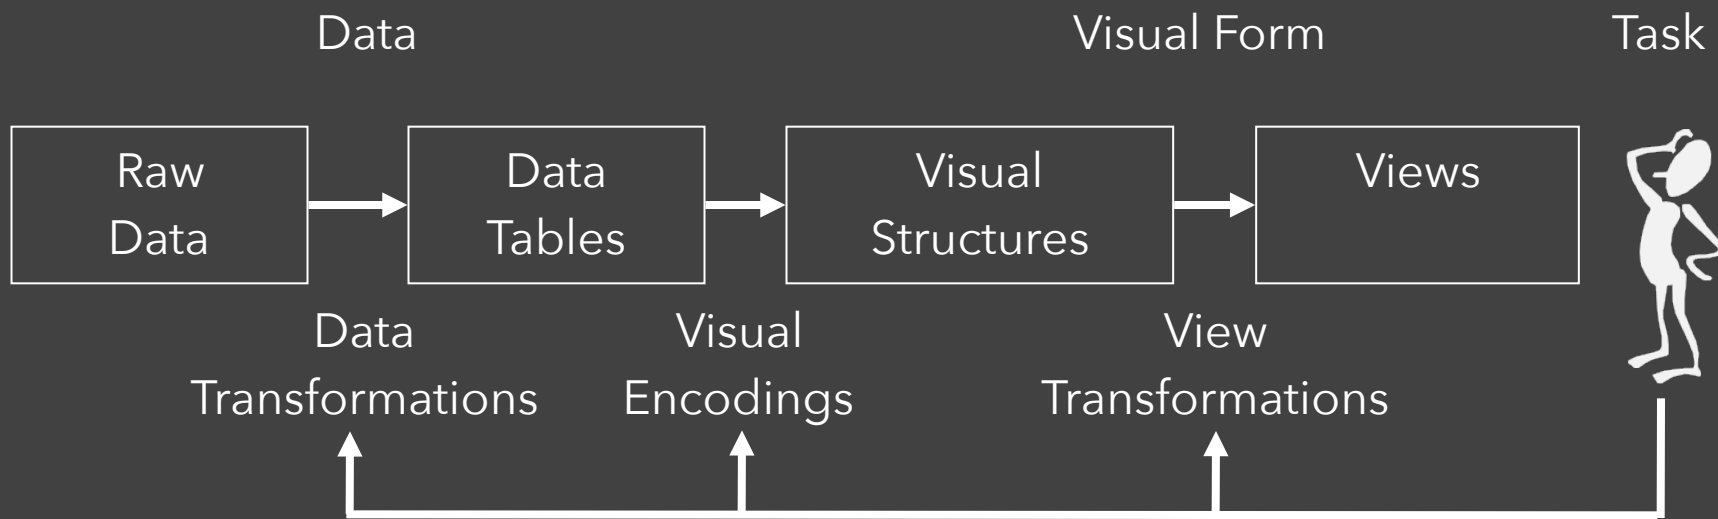 Data
Visual Form
Task
Raw
Data
Data
Tables
Visual
Structures
Views
Data
Transformations
Visual
Encodings
View
Transformations